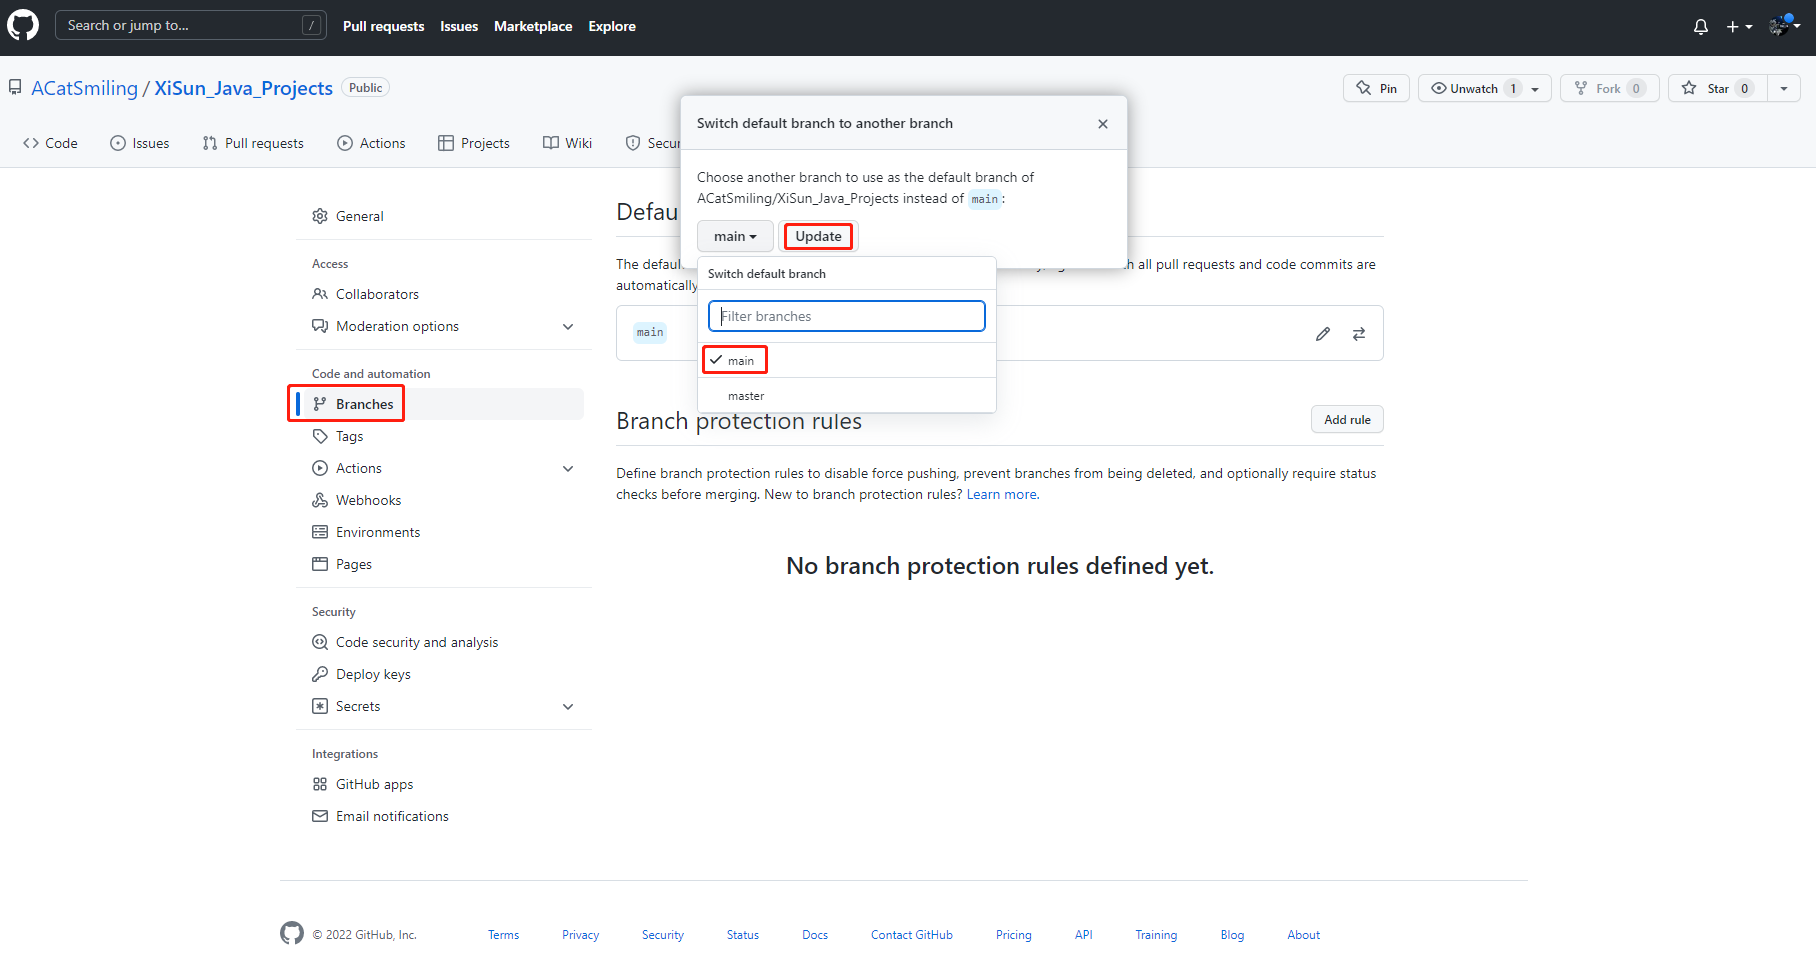 Search or jump to...
/
Pull requests
Issues
Marketplace
Explore
ACatSmiling / XiSun_Java_Projects
Public
Pin
Unwatch 1
Fork 0
Star 0
Code
Issues
Pull requests
Actions
Projects
Wiki
Secur
Switch default branch to another branch
Choose another branch to use as the default branch of
ACatSmiling/XiSun_Java_Projects instead of main:
main
Update
Switch default branch
Filter branches
main
master
General
Access
Collaborators
Moderation options
Code and automation
Branches
Tags
Actions
Webhooks
Environments
Pages
Security
Code security and analysis
Deploy keys
Secrets
Integrations
GitHub apps
Email notifications
Defau
The defaul
all pull requests and code commits are
automatically
main
Branch protection rules
Add rule
Define branch protection rules to disable force pushing, prevent branches from being deleted, and optionally require status
checks before merging. New to branch protection rules? Learn more.
No branch protection rules defined yet.
© 2022 GitHub, Inc.
Terms
Privacy
Security
Status
Docs
Contact GitHub
Pricing
API
Training
Blog
About